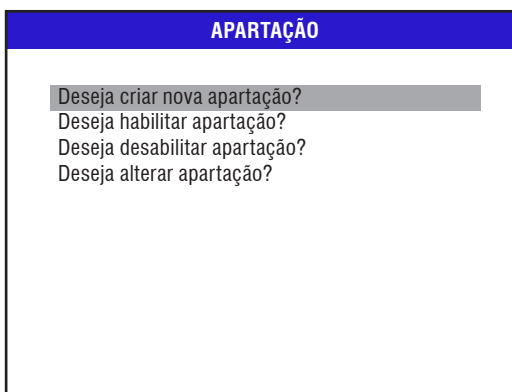 APARTAÇÃO
Deseja criar nova apartação?
Deseja habilitar apartação?
Deseja desabilitar apartação?
Deseja alterar apartação?